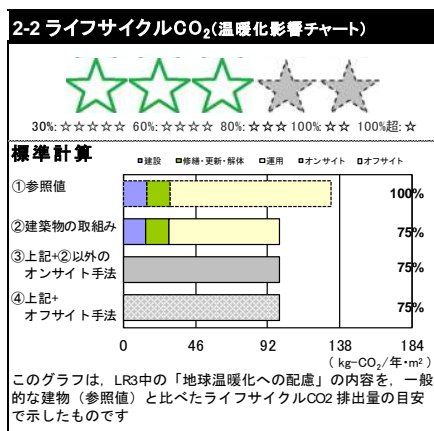 2-2 ライフサイクルCO₂(温暖化影響チャート)
30%: ☆☆☆☆☆ 60%: ☆☆☆☆ 80%: ☆☆☆ 100%: ☆☆ 100%超: ☆
標準計算
■建設 ■修繕・更新・解体 □運用 ■オンサイト □オフサイト
①参照値 100%
②建築物の取組み 75%
③上記+②以外の
オンサイト手法 75%
④上記+
オフサイト手法 75%
0 46 92 138 184
( kg-CO₂/年・m² )
このグラフは, LR3中の「地球温暖化への配慮」の内容を, 一般
的な建物(参照値)と比べたライフサイクルCO2 排出量の目安
で示したものです